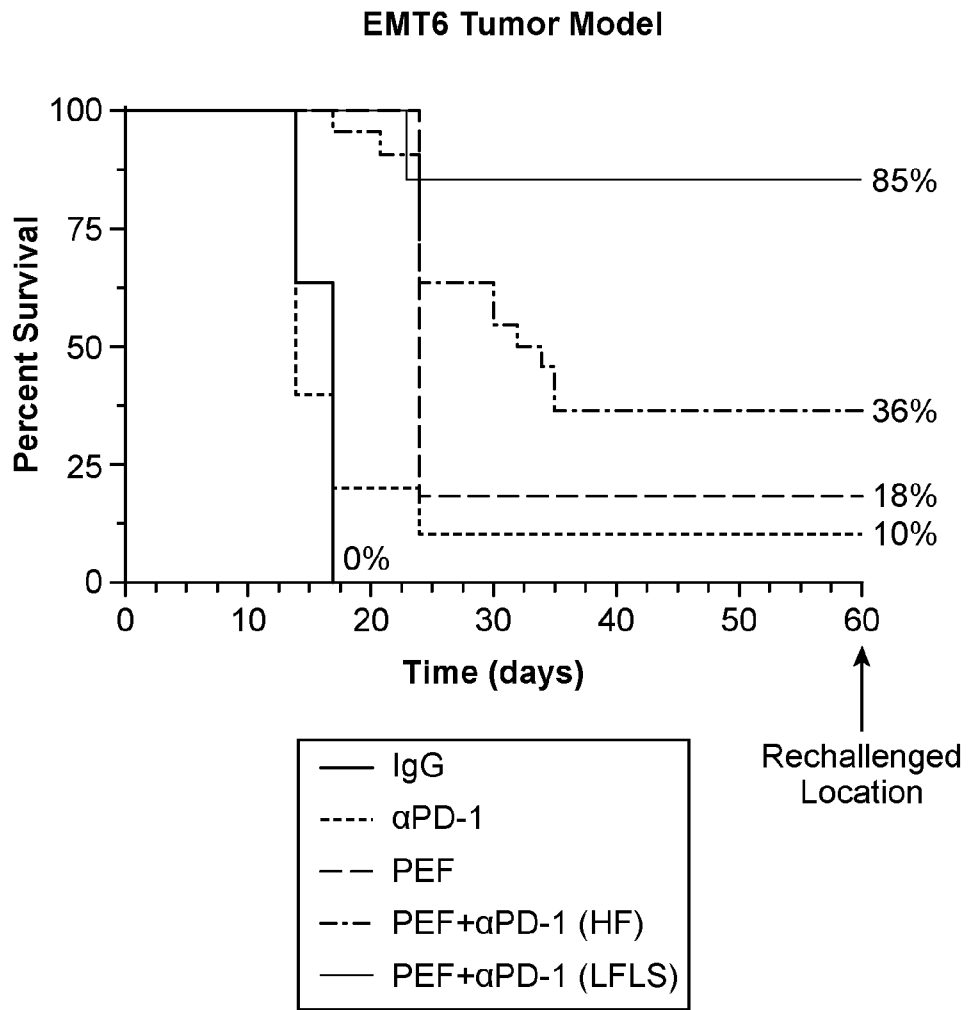 EMT6 Tumor Model
Percent Survival
100
75
50
25
0
85%
36%
18%
10%
0%
0
10
20
30
40
50
60
Time (days)
Rechallenged
Location
IgG
αPD-1
PEF
PEF+αPD-1 (HF)
PEF+αPD-1 (LFLS)